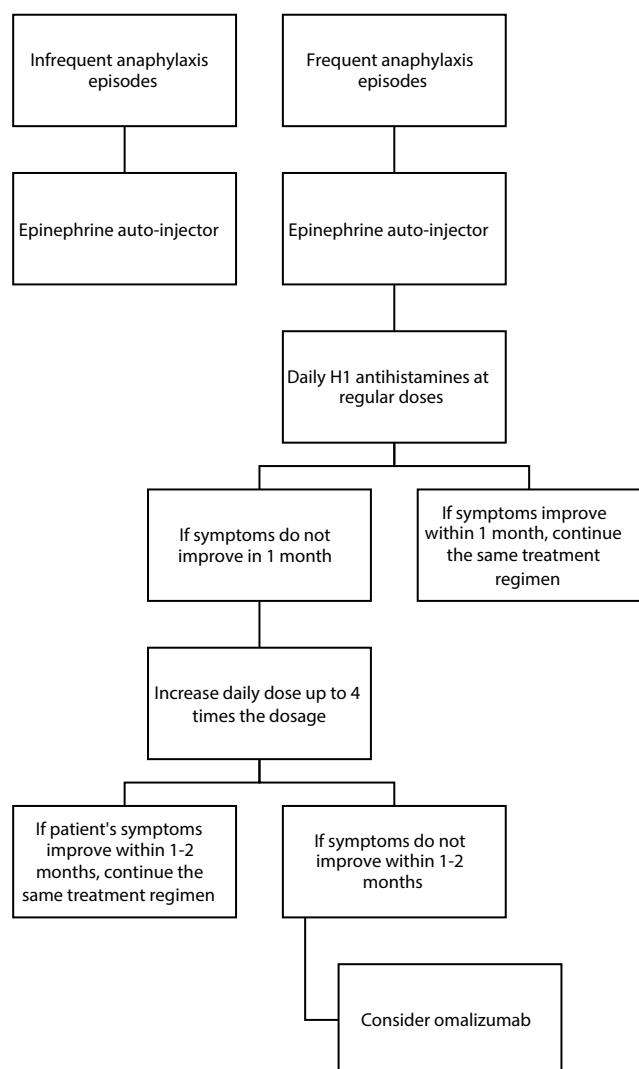 Infrequent anaphylaxis
episodes
Frequent anaphylaxis
episodes
Epinephrine auto-injector
Epinephrine auto-injector
Daily H1 antihistamines at
regular doses
If symptoms do not
improve in 1 month
If symptoms improve
within 1 month, continue
the same treatment
regimen
Increase daily dose up to 4
times the dosage
If patient's symptoms
improve within 1-2
months, continue the
same treatment regimen
If symptoms do not
improve within 1-2
months
Consider omalizumab